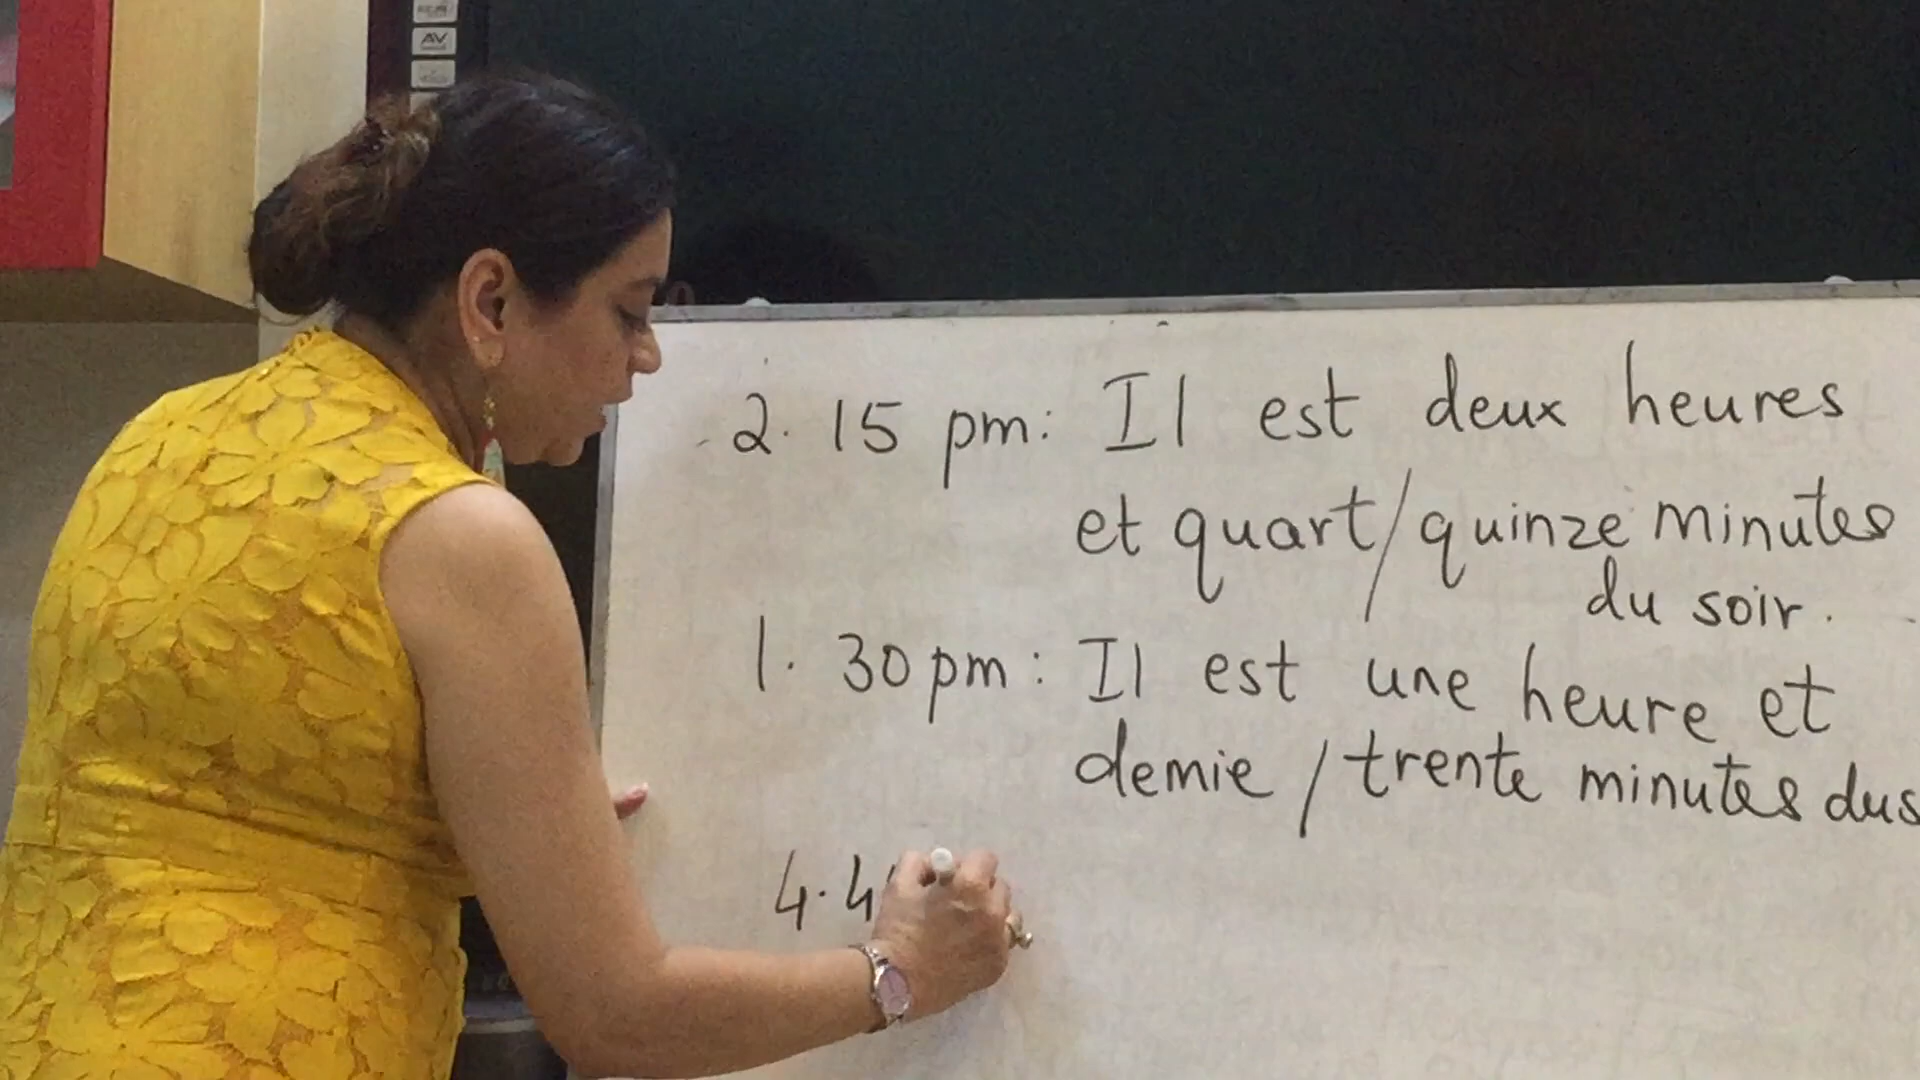 AV
2. 15 pm: Il est deux heures
et quart/quinze minutes
du soir.
1. 30 pm: Il est une heure et
demie / trente minutes dus
4.4